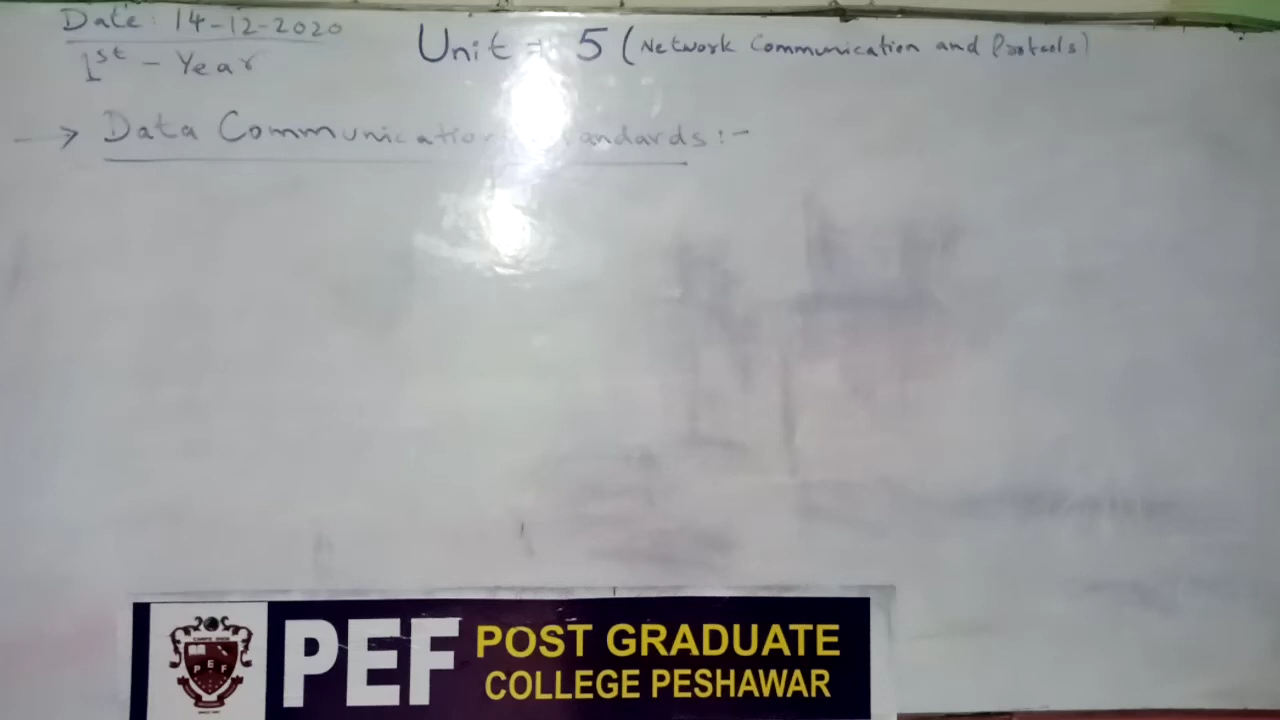 Date: 14-12-2020
1st - Year
Unit = 5 (Network Communication and Protocols)
→ Data Communication Standards:-
PEF
POST GRADUATE
COLLEGE PESHAWAR
PEF